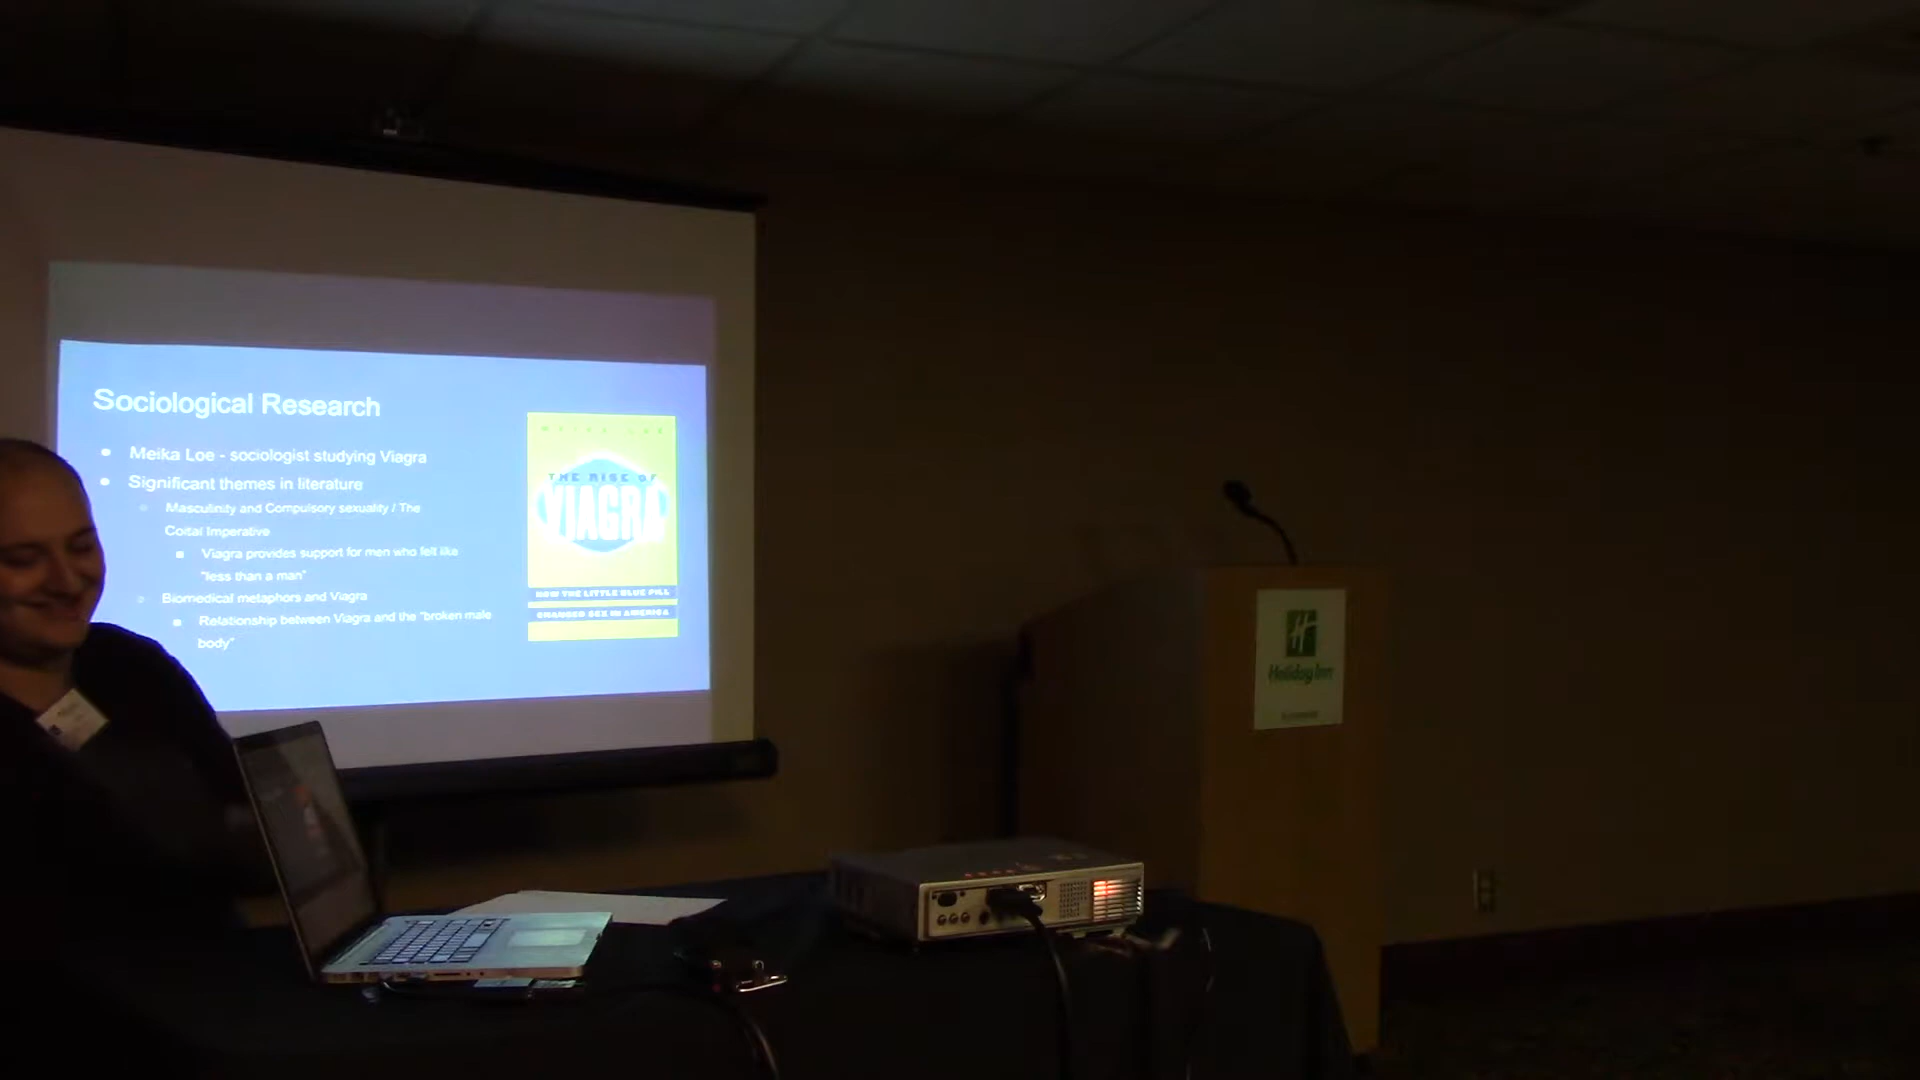 Sociological Research
Meika Loe - sociologist studying Viagra
Significant themes in literature
Masculinity and Compulsory sexuality / The
Coital Imperative
Viagra provides support for men who felt like
"less than a man"
Biomedical metaphors and Viagra
Relationship between Viagra and the "broken male
body"
MEIKA LOE
THE RISE OF
VIAGRA
HOW THE LITTLE BLUE PILL
CHANGED SEX IN AMERICA
H
Holiday Inn